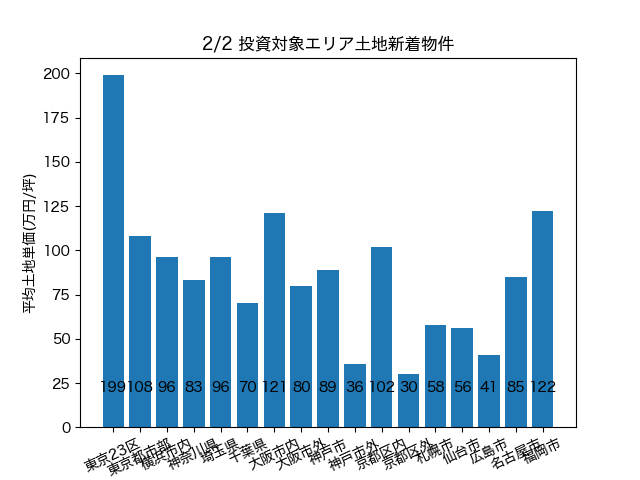 2/2 投資対象エリア土地新着物件
平均土地単価(万円/坪)
200
175
150
125
100
75
50
25
0
199 108 96 83 96 70 121 80 89 36 102 30 58 56 41 85 122
東京23区
東京都市部
横浜市内
神奈川県
埼玉県
千葉県
大阪市内
大阪市外
神戸市
神戸市外
京都区内
京都区外
札幌市
仙台市
広島市
名古屋市
福岡市